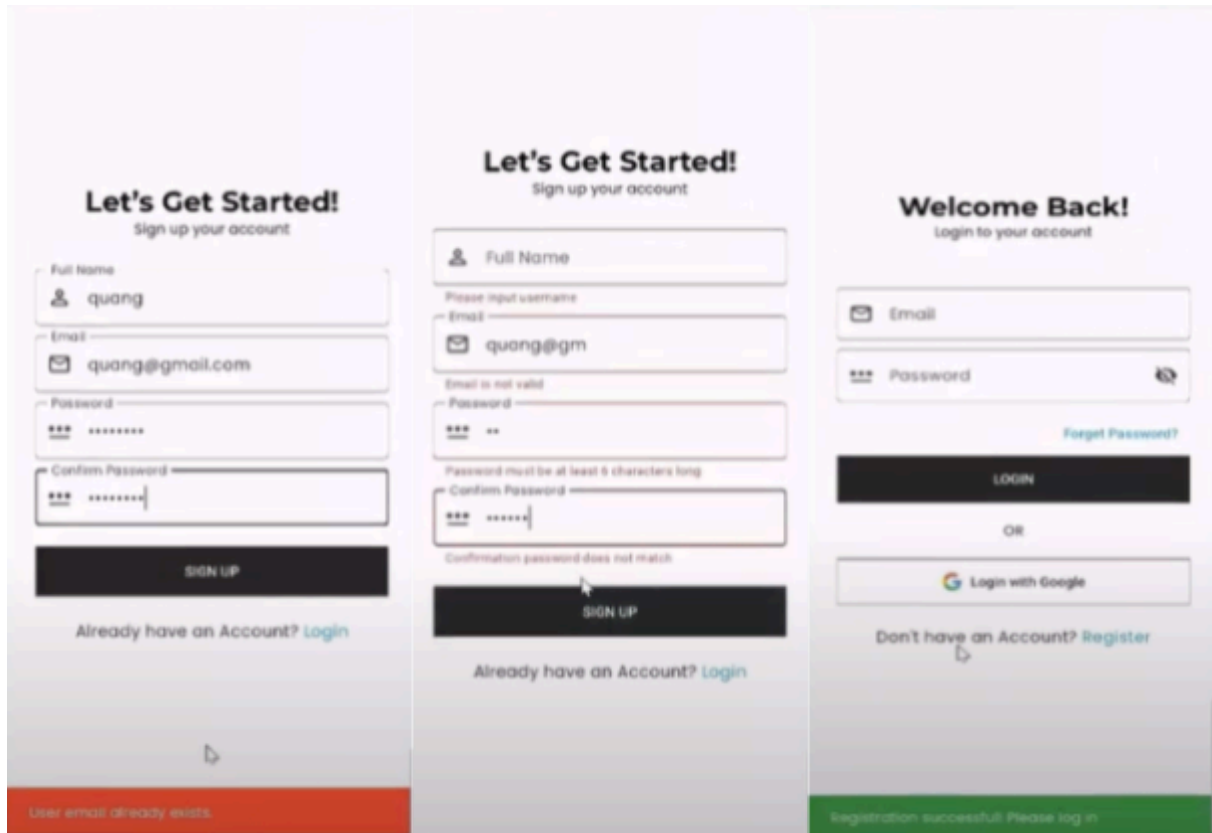 Let's Get Started!
Sign up your account
Full Name
quang
Email
quang@gmail.com
Password
••••••••
Confirm Password
••••••••
SIGN UP
Already have an Account? Login
User email already exists.
Let's Get Started!
Sign up your account
Full Name
Please input username
Email
quang@gm
Email is not valid
Password
••
Password must be at least 6 characters long
Confirm Password
••••••
Confirmation password does not match
SIGN UP
Already have an Account? Login
Welcome Back!
Login to your account
Email
Password
Forget Password?
LOGIN
OR
Login with Google
Don't have an Account? Register
Registration successful! Please log in